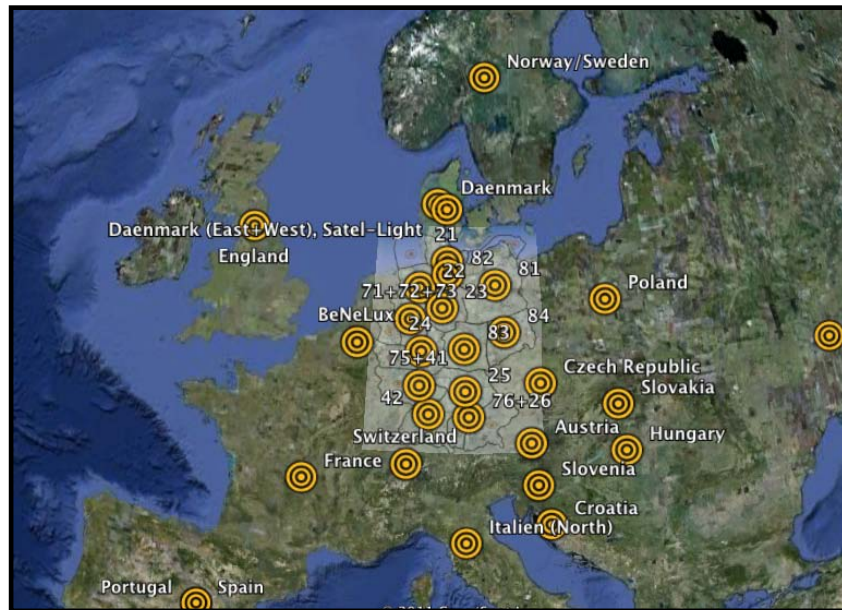 Norway/Sweden
Daenmark
Daenmark (East+West), Satel-Light
21
England
82
81
22
71+72+73
23
Poland
BeNeLux
24
84
83
75+41
Czech Republic
25
Slovakia
42
76+26
Switzerland
Austria
Hungary
France
Slovenia
Croatia
Italien (North)
Portugal
Spain